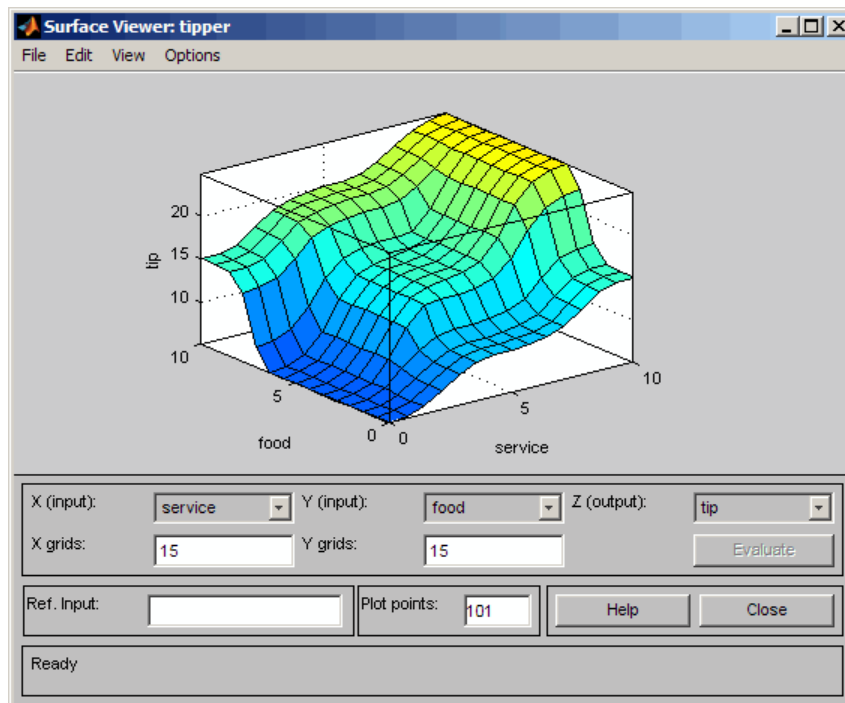 Surface Viewer: tipper
File Edit View Options
20
15
10
tip
10
5
0
food
0
5
10
service
X (input): service Y (input): food Z (output): tip
X grids: 15 Y grids: 15 Evaluate
Ref. Input: Plot points: 101 Help Close
Ready